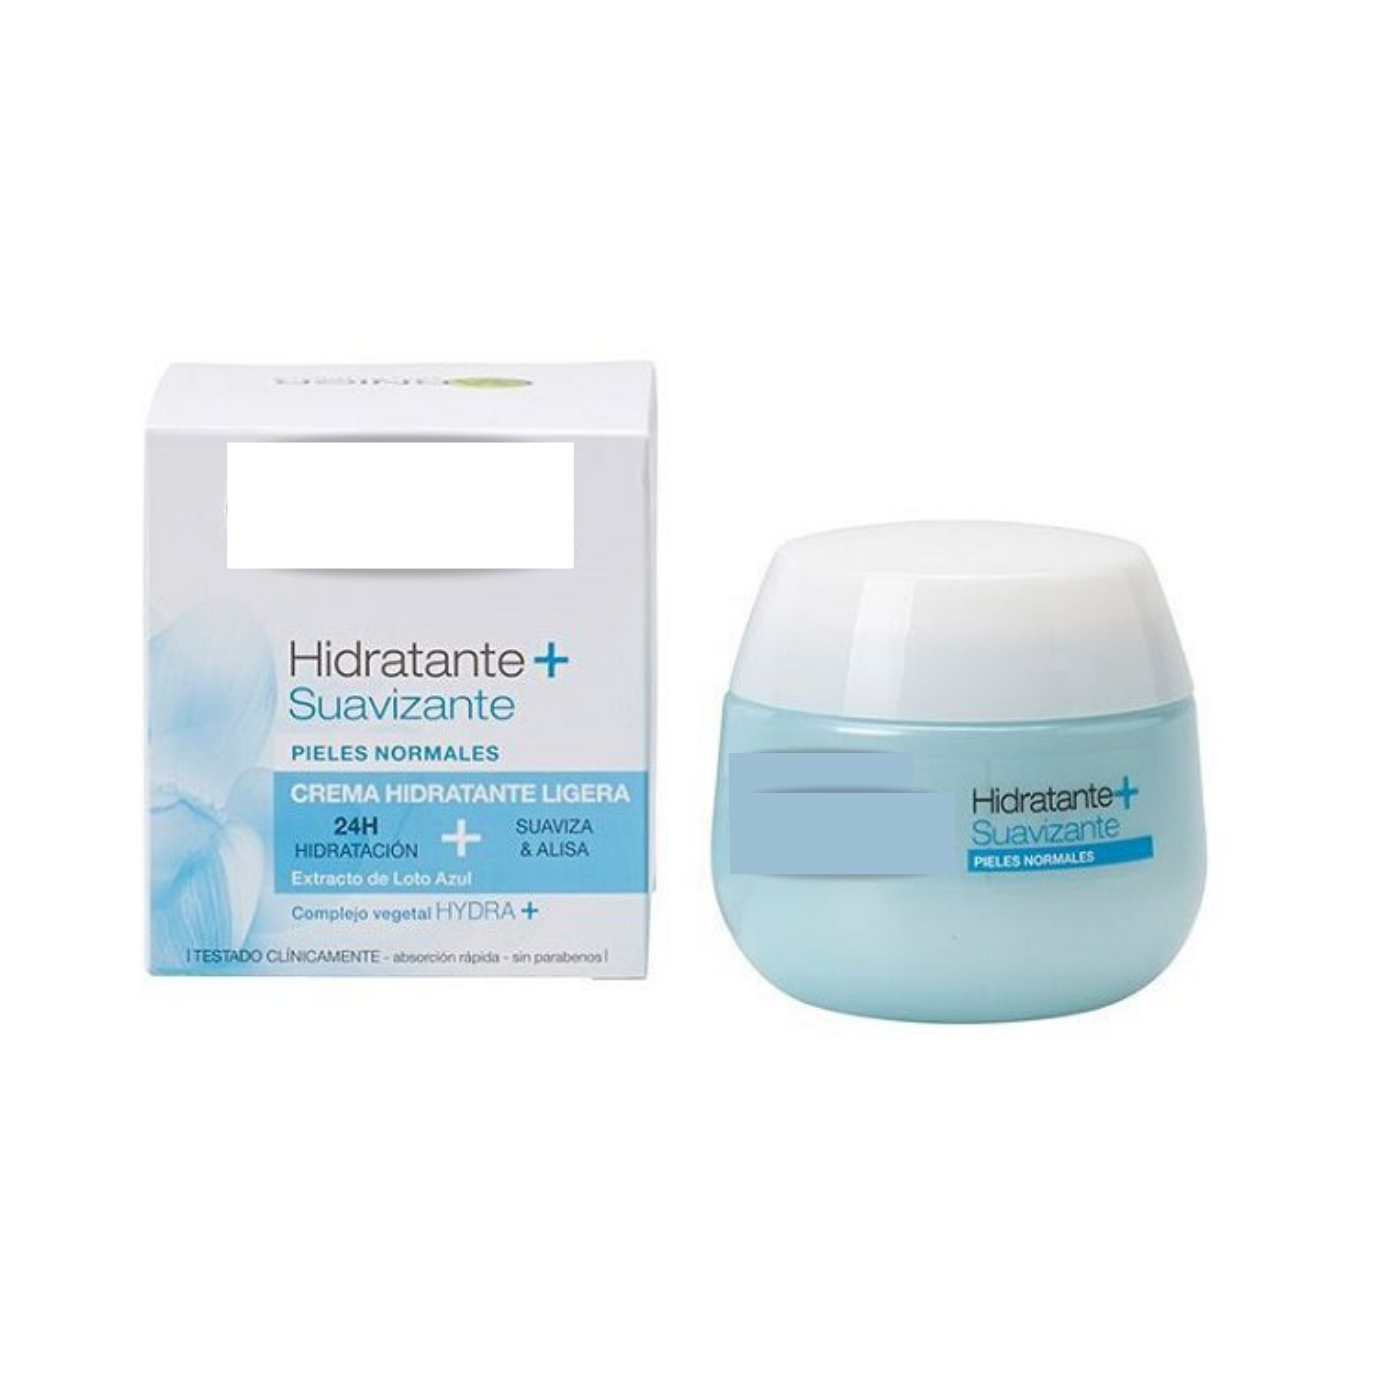 Hidratante +
Suavizante
PIELES NORMALES
CREMA HIDRATANTE LIGERA
24H
HIDRATACIÓN
+
SUAVIZA
& ALISA
Extracto de Loto Azul
Complejo vegetal HYDRA +
| TESTADO CLÍNICAMENTE - absorción rápida - sin parabenos |
Hidratante+
Suavizante
PIELES NORMALES